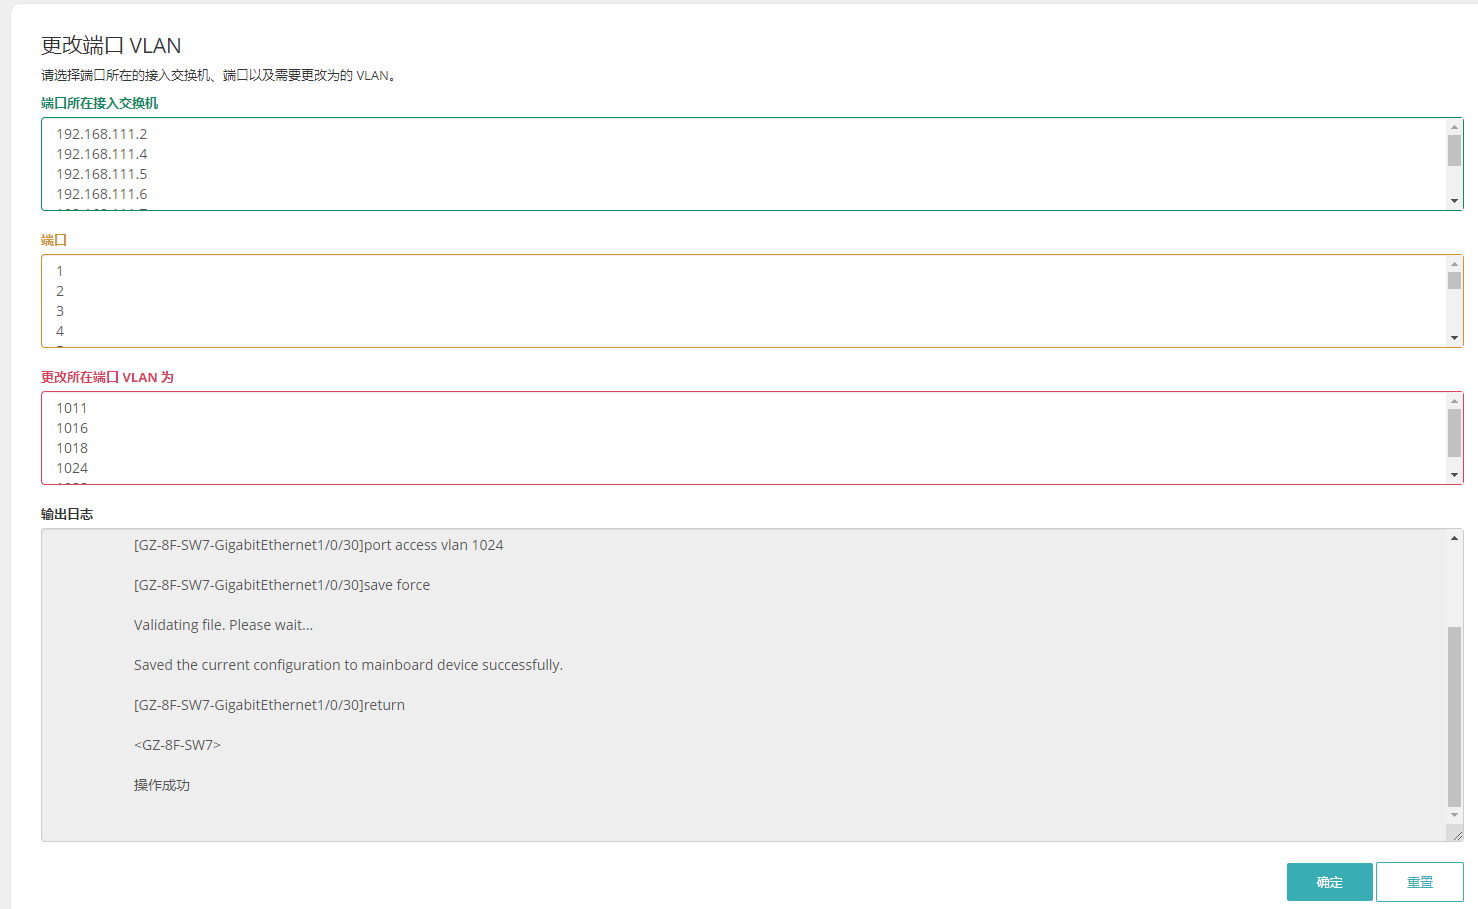 更改端口 VLAN
请选择端口所在的接入交换机、端口以及需要更改为的 VLAN。
端口所在接入交换机
192.168.111.2
192.168.111.4
192.168.111.5
192.168.111.6
端口
1
2
3
4
更改所在端口 VLAN 为
1011
1016
1018
1024
输出日志
[GZ-8F-SW7-GigabitEthernet1/0/30]port access vlan 1024
[GZ-8F-SW7-GigabitEthernet1/0/30]save force
Validating file. Please wait...
Saved the current configuration to mainboard device successfully.
[GZ-8F-SW7-GigabitEthernet1/0/30]return
<GZ-8F-SW7>
操作成功
确定
重置